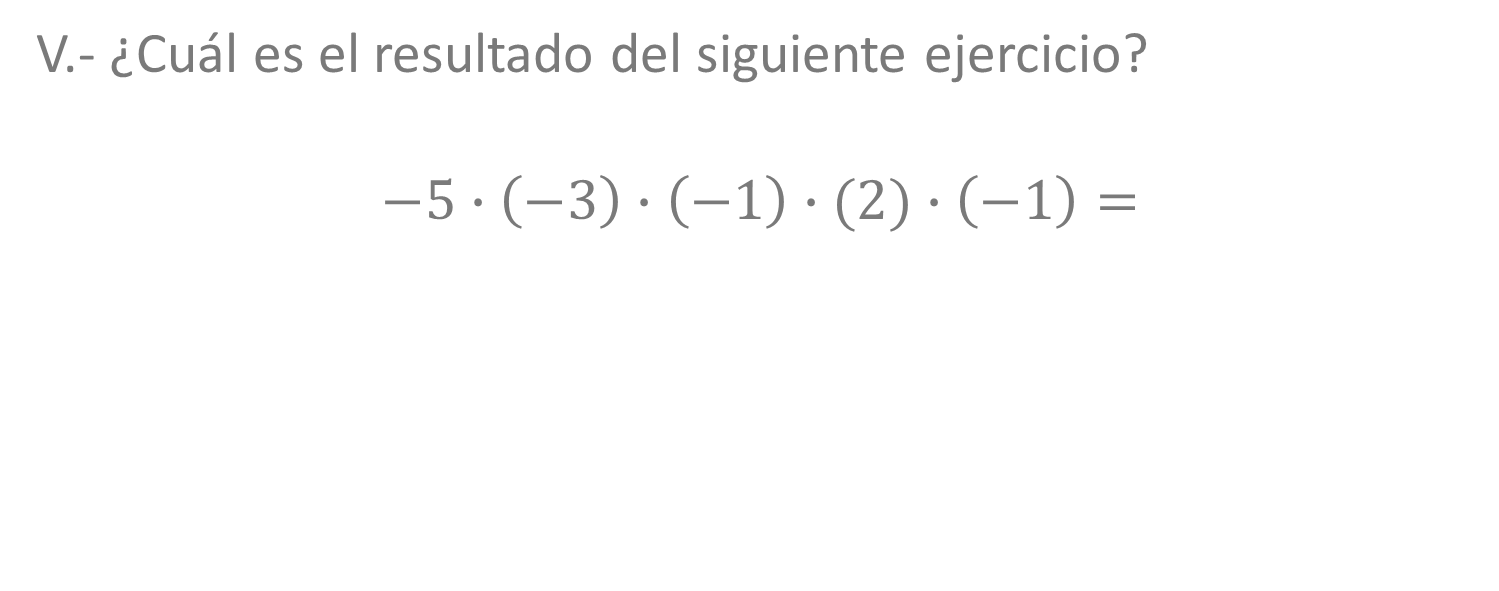 V.- ¿Cuál es el resultado del siguiente ejercicio?
−5 · (−3) · (−1) · (2) · (−1) =